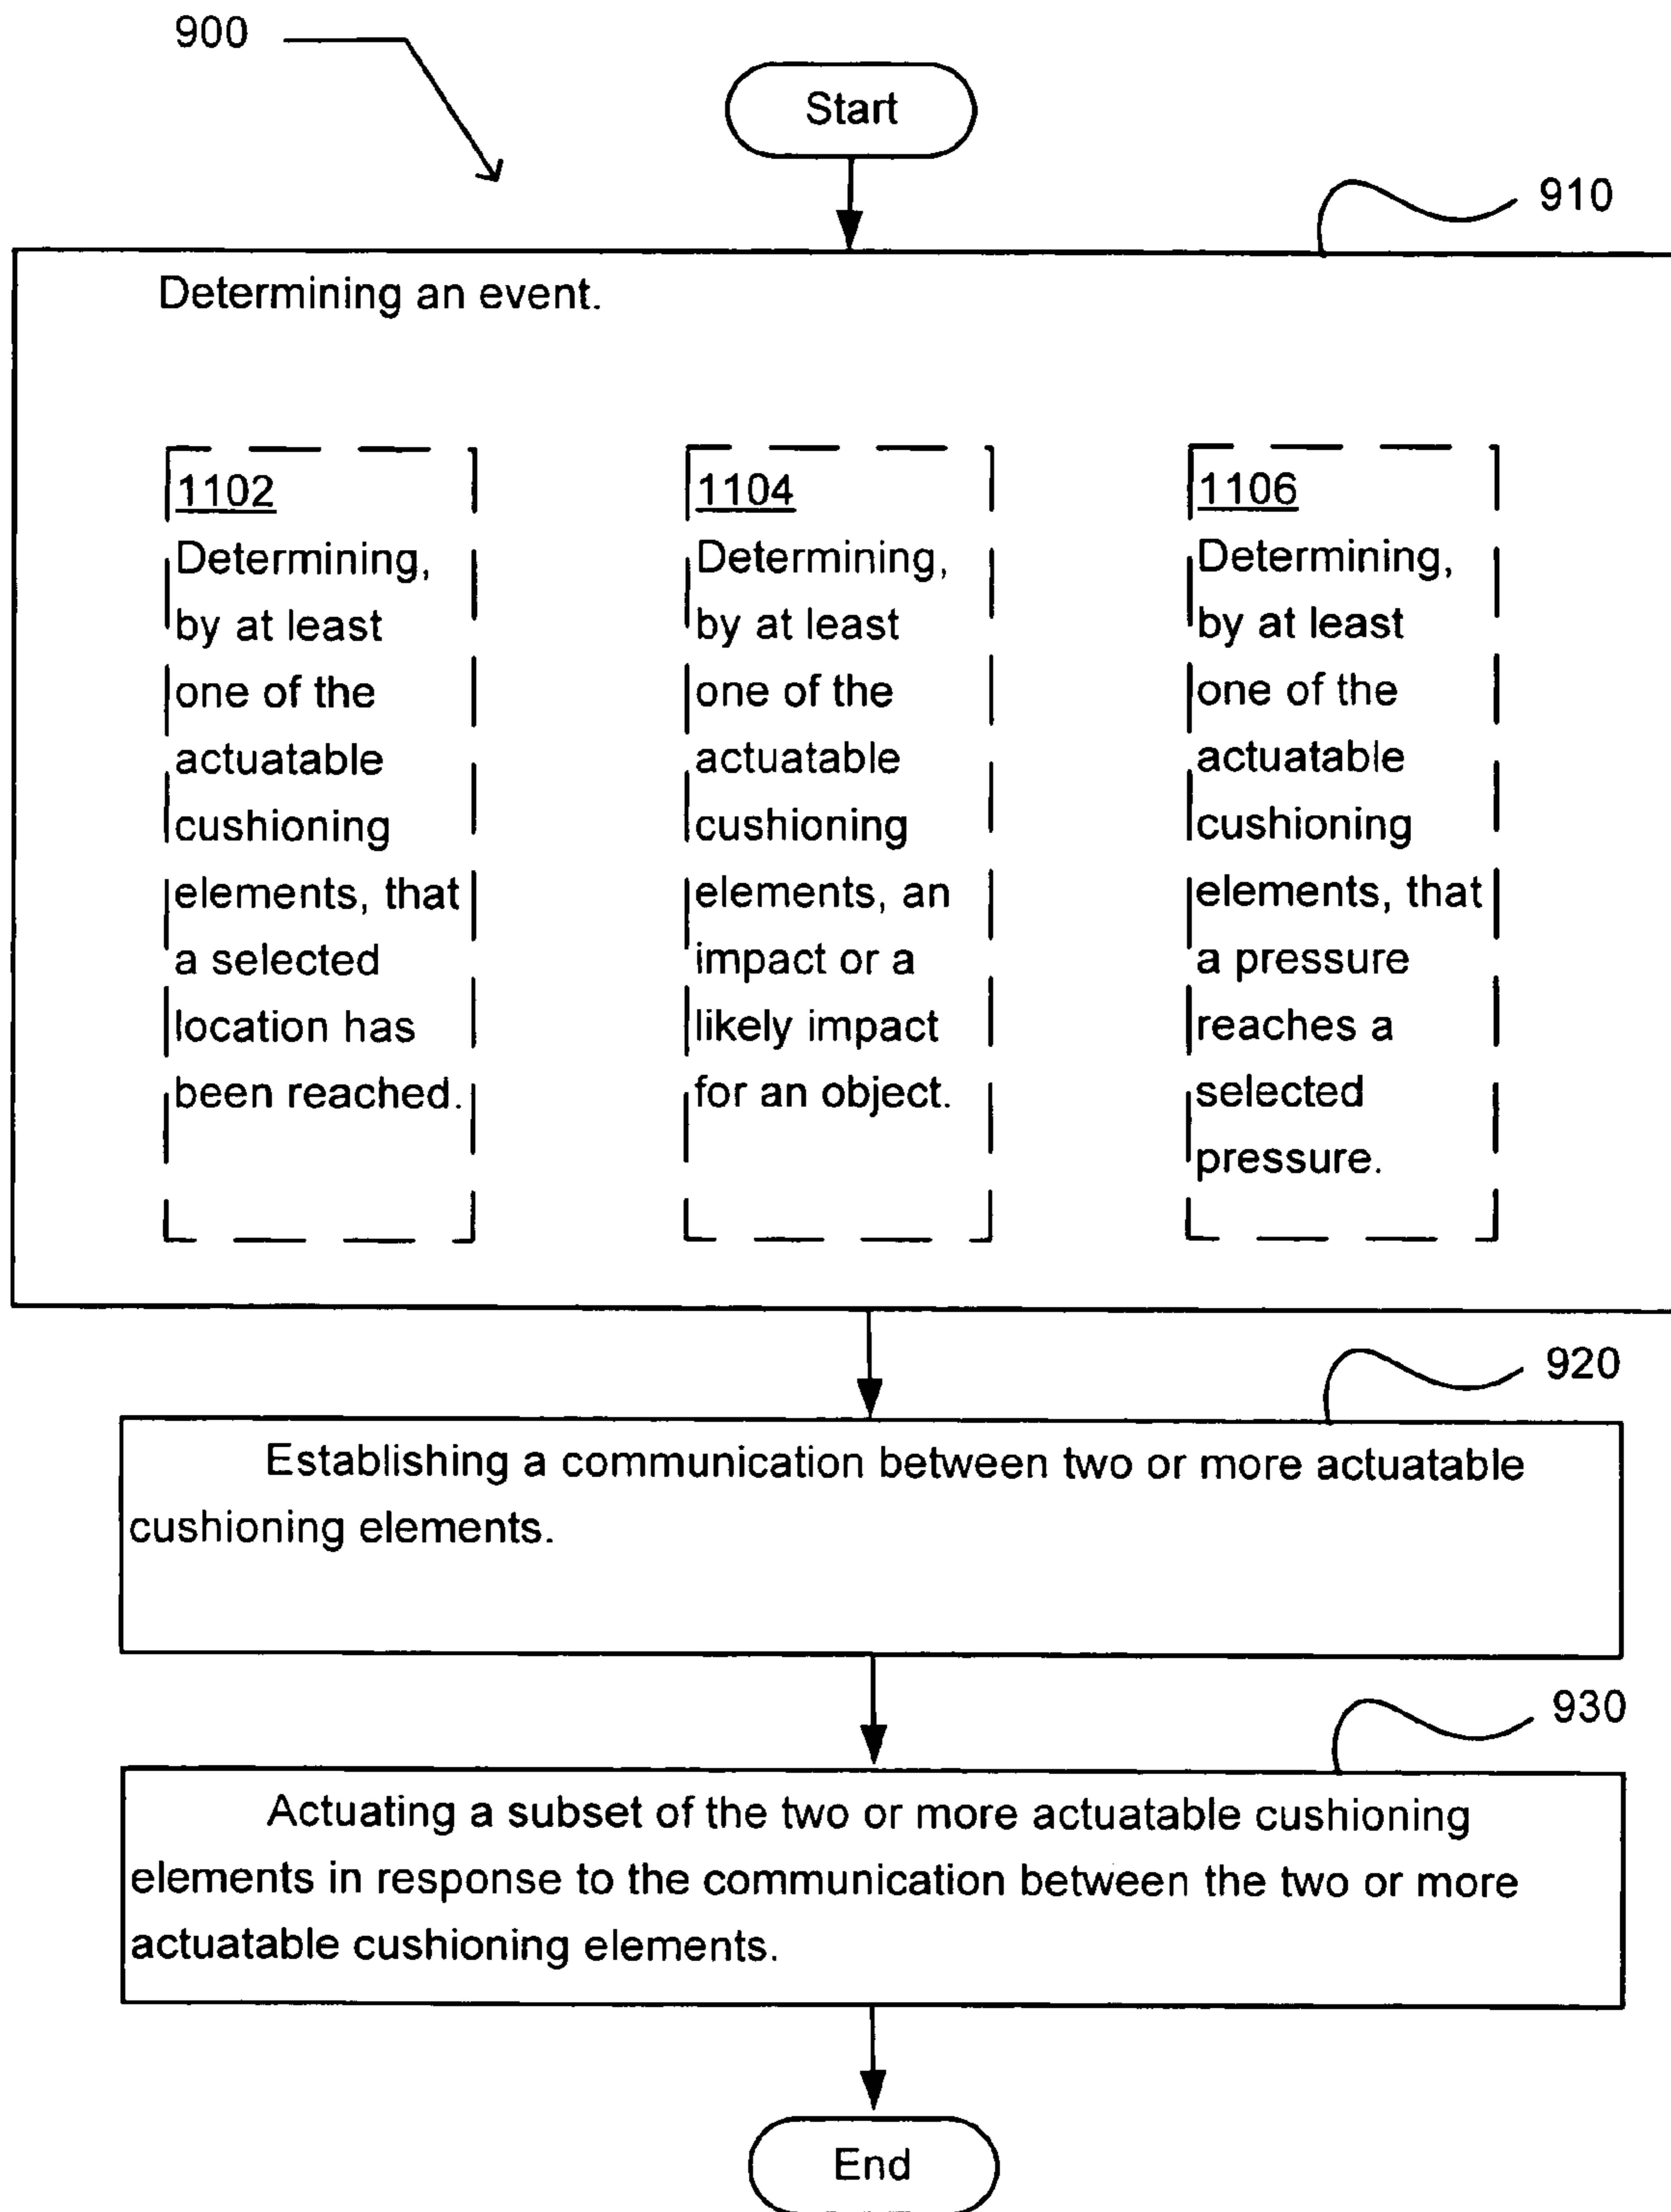 900
Start
910
Determining an event.
1102
Determining,
by at least
one of the
actuatable
cushioning
elements, that
a selected
location has
been reached.
1104
Determining,
by at least
one of the
actuatable
cushioning
elements, an
impact or a
likely impact
for an object.
1106
Determining,
by at least
one of the
actuatable
cushioning
elements, that
a pressure
reaches a
selected
pressure.
920
Establishing a communication between two or more actuatable
cushioning elements.
930
Actuating a subset of the two or more actuatable cushioning
elements in response to the communication between the two or more
actuatable cushioning elements.
End